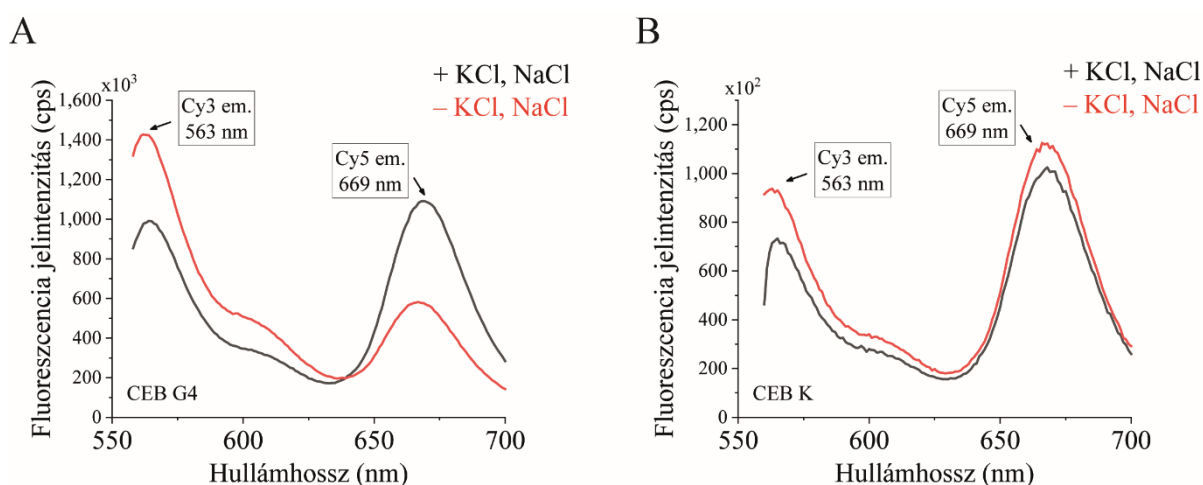 A
+ KCl, NaCl
– KCl, NaCl
×10³
Fluoreszcencia jelintenzitás (cps)
1,600
1,400
1,200
1,000
800
600
400
200
0
Cy3 em.
563 nm
Cy5 em.
669 nm
CEB G4
550
600
650
700
Hullámhossz (nm)
B
+ KCl, NaCl
– KCl, NaCl
×10²
Fluoreszcencia jelintenzitás (cps)
1,200
1,000
800
600
400
200
0
Cy5 em.
669 nm
Cy3 em.
563 nm
CEB K
550
600
650
700
Hullámhossz (nm)